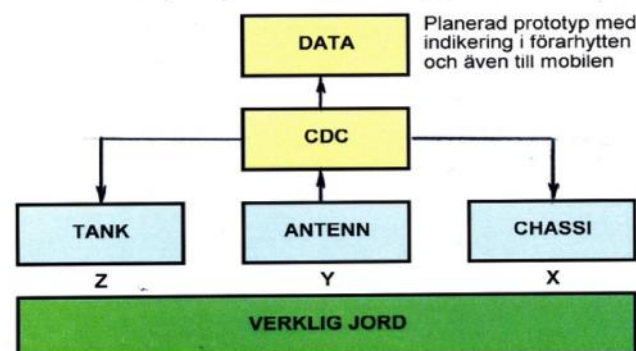 DATA
Planerad prototyp med
indikering i förarhytten
och även till mobilen
CDC
TANK
ANTENN
CHASSI
Z
Y
X
VERKLIG JORD